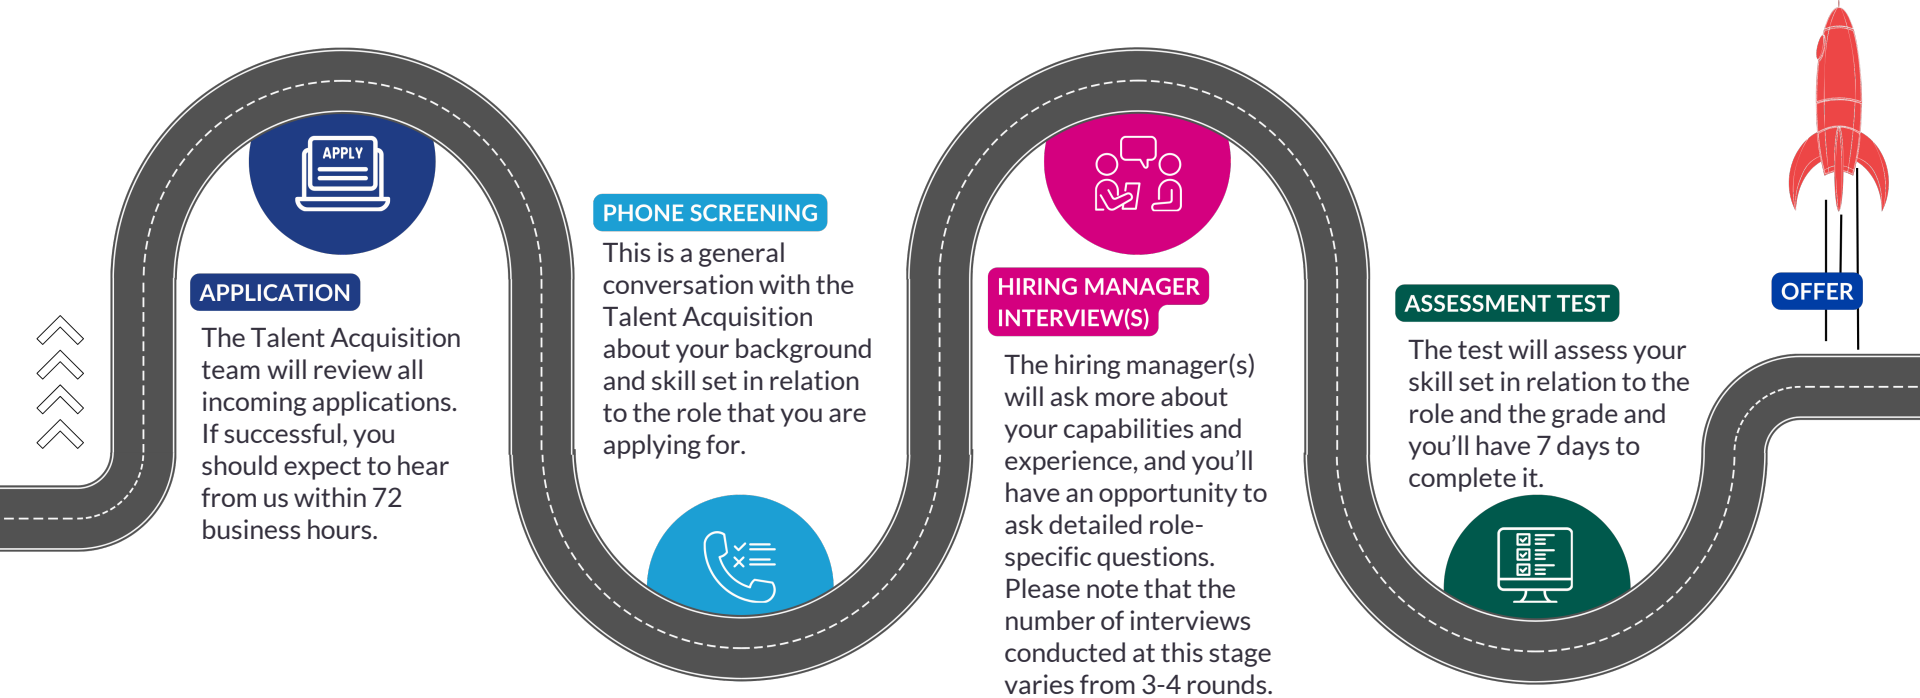 APPLY
APPLICATION
The Talent Acquisition
team will review all
incoming applications.
If successful, you
should expect to hear
from us within 72
business hours.
PHONE SCREENING
This is a general
conversation with the
Talent Acquisition
about your background
and skill set in relation
to the role that you are
applying for.
HIRING MANAGER
INTERVIEW(S)
The hiring manager(s)
will ask more about
your capabilities and
experience, and you’ll
have an opportunity to
ask detailed role-
specific questions.
Please note that the
number of interviews
conducted at this stage
varies from 3-4 rounds.
ASSESSMENT TEST
The test will assess your
skill set in relation to the
role and the grade and
you’ll have 7 days to
complete it.
OFFER